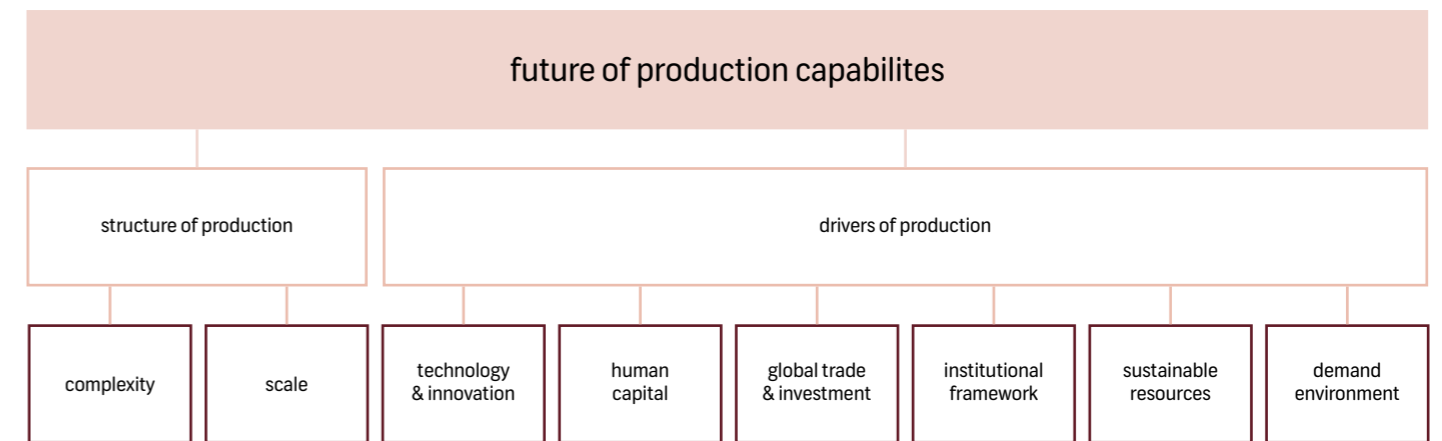 future of production capabilites
structure of production
drivers of production
complexity
scale
technology
& innovation
human
capital
global trade
& investment
institutional
framework
sustainable
resources
demand
environment